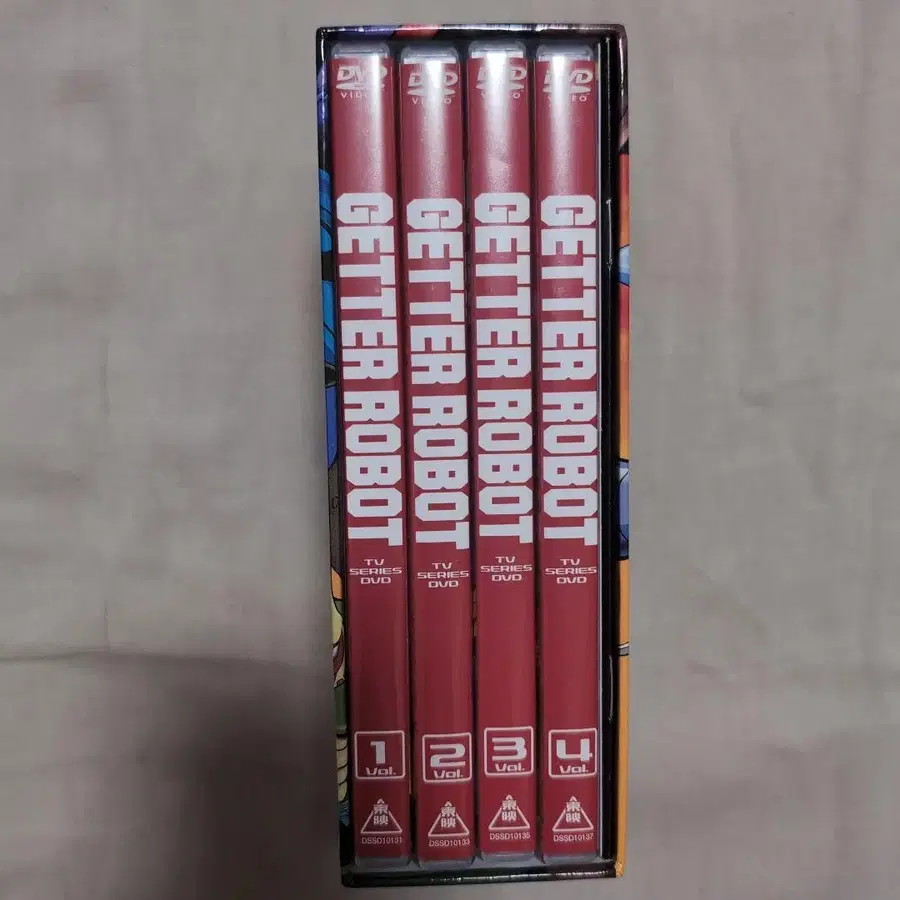 DVD
VIDEO
GETTER ROBOT
TV
SERIES
DVD
1
Vol.
東映
DSSD10131
DVD
VIDEO
GETTER ROBOT
TV
SERIES
DVD
2
Vol.
東映
DSSD10133
DVD
VIDEO
GETTER ROBOT
TV
SERIES
DVD
3
Vol.
東映
DSSD10135
DVD
VIDEO
GETTER ROBOT
TV
SERIES
DVD
4
Vol.
東映
DSSD10137